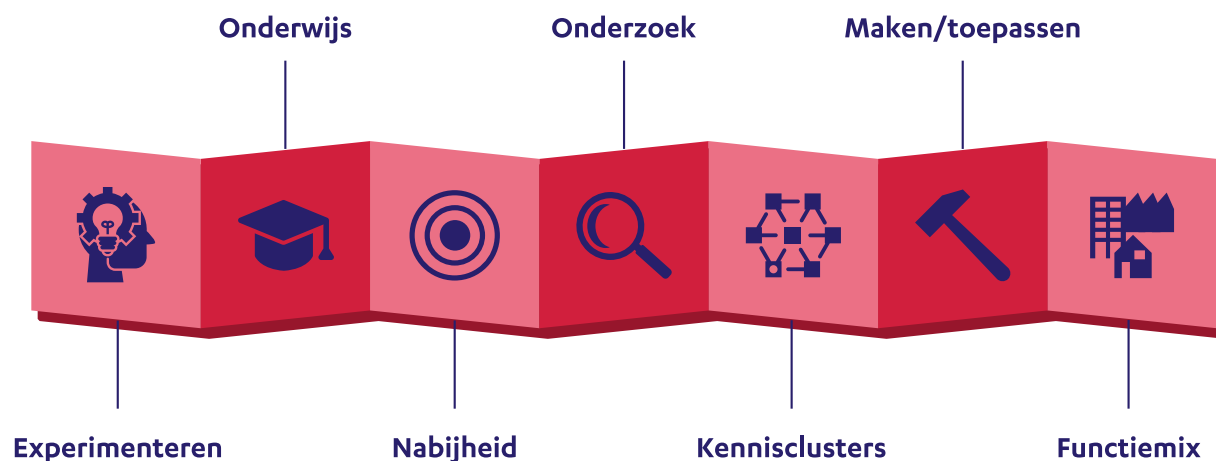 Onderwijs
Onderzoek
Maken/toepassen
Experimenteren
Nabijheid
Kennisclusters
Functiemix